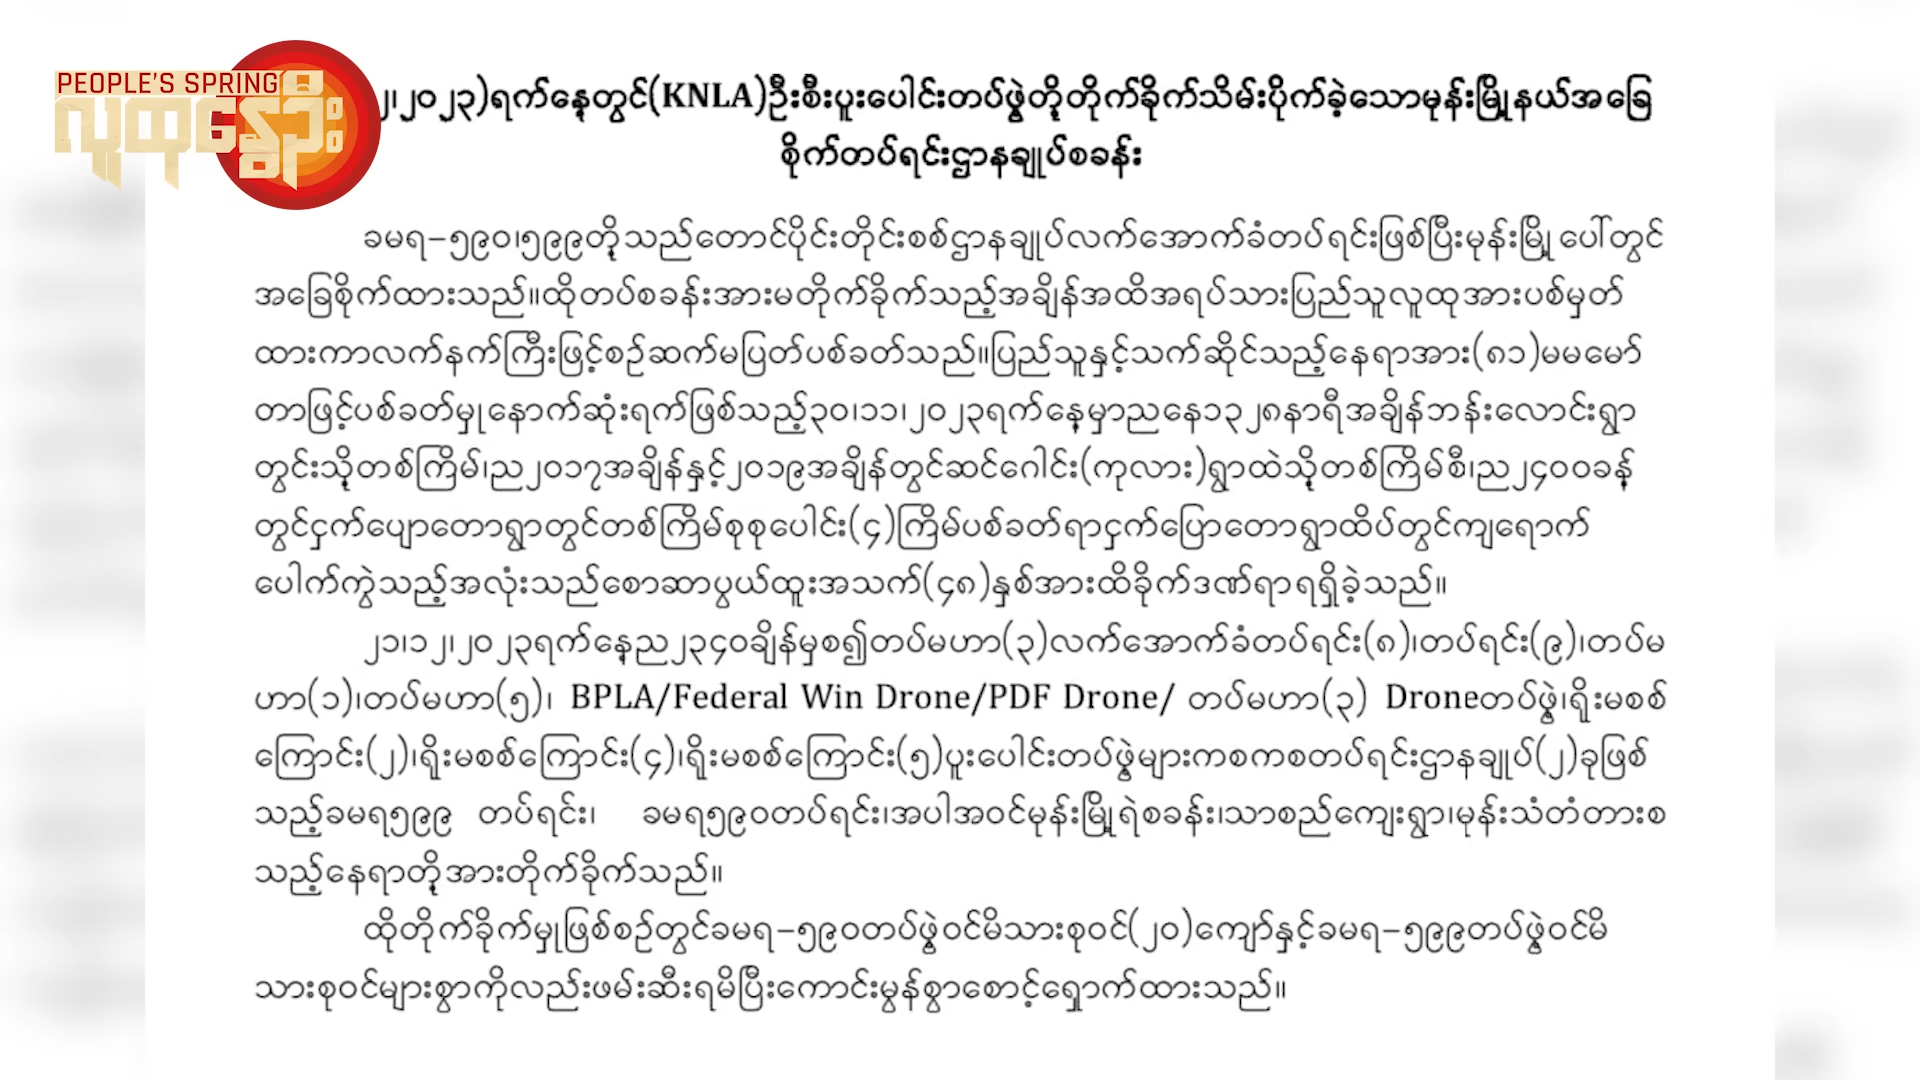 PEOPLE'S SPRING
လူထုနွေဦး
၂၊၂၀၂၃)ရက်နေ့တွင်(KNLA)ဦးစီးပူးပေါင်းတပ်ဖွဲ့တို့တိုက်ခိုက်သိမ်းပိုက်ခဲ့သောမုန်းမြို့နယ်အခြေ
စိုက်တပ်ရင်းဌာနချုပ်စခန်း
ခမရ–၅၉၀၊၅၉၉တို့သည်တောင်ပိုင်းတိုင်းစစ်ဌာနချုပ်လက်အောက်ခံတပ်ရင်းဖြစ်ပြီးမုန်းမြို့ပေါ်တွင်
အခြေစိုက်ထားသည်။ထိုတပ်စခန်းအားမတိုက်ခိုက်သည့်အချိန်အထိအရပ်သားပြည်သူလူထုအားပစ်မှတ်
ထားကာလက်နက်ကြီးဖြင့်စဉ်ဆက်မပြတ်ပစ်ခတ်သည်။ပြည်သူနှင့်သက်ဆိုင်သည့်နေရာအား(၈၁)မမမော်
တာဖြင့်ပစ်ခတ်မှုနောက်ဆုံးရက်ဖြစ်သည့်၃၀၊၁၁၊၂၀၂၃ရက်နေ့မှာညနေ၁၃၂၈နာရီအချိန်ဘန်းလောင်းရွာ
တွင်းသို့တစ်ကြိမ်၊ည၂၀၁၇အချိန်နှင့်၂၀၁၉အချိန်တွင်ဆင်ဂေါင်း(ကုလား)ရွာထဲသို့တစ်ကြိမ်စီ၊ည၂၄၀၀ခန့်
တွင်ငှက်ပျောတောရွာတွင်တစ်ကြိမ်စုစုပေါင်း(၄)ကြိမ်ပစ်ခတ်ရာငှက်ပြောတောရွာထိပ်တွင်ကျရောက်
ပေါက်ကွဲသည့်အလုံးသည်စောဆာပွယ်ထူးအသက်(၄၈)နှစ်အားထိခိုက်ဒဏ်ရာရရှိခဲ့သည်။
၂၁၊၁၂၊၂၀၂၃ရက်နေ့ည၂၃၄၀ချိန်မှစ၍တပ်မဟာ(၃)လက်အောက်ခံတပ်ရင်း(၈)၊တပ်ရင်း(၉)၊တပ်မ
ဟာ(၁)၊တပ်မဟာ(၅)၊ BPLA/Federal Win Drone/PDF Drone/ တပ်မဟာ(၃) Droneတပ်ဖွဲ့၊ရိုးမစစ်
ကြောင်း(၂)၊ရိုးမစစ်ကြောင်း(၄)၊ရိုးမစစ်ကြောင်း(၅)ပူးပေါင်းတပ်ဖွဲ့များကစကစတပ်ရင်းဌာနချုပ်(၂)ခုဖြစ်
သည့်ခမရ၅၉၉ တပ်ရင်း၊ ခမရ၅၉၀တပ်ရင်း၊အပါအဝင်မုန်းမြို့ရဲစခန်း၊သာစည်ကျေးရွာ၊မုန်းသံတံတားစ
သည့်နေရာတို့အားတိုက်ခိုက်သည်။
ထိုတိုက်ခိုက်မှုဖြစ်စဉ်တွင်ခမရ–၅၉၀တပ်ဖွဲ့ဝင်မိသားစုဝင်(၂၀)ကျော်နှင့်ခမရ–၅၉၉တပ်ဖွဲ့ဝင်မိ
သားစုဝင်များစွာကိုလည်းဖမ်းဆီးရမိပြီးကောင်းမွန်စွာစောင့်ရှောက်ထားသည်။